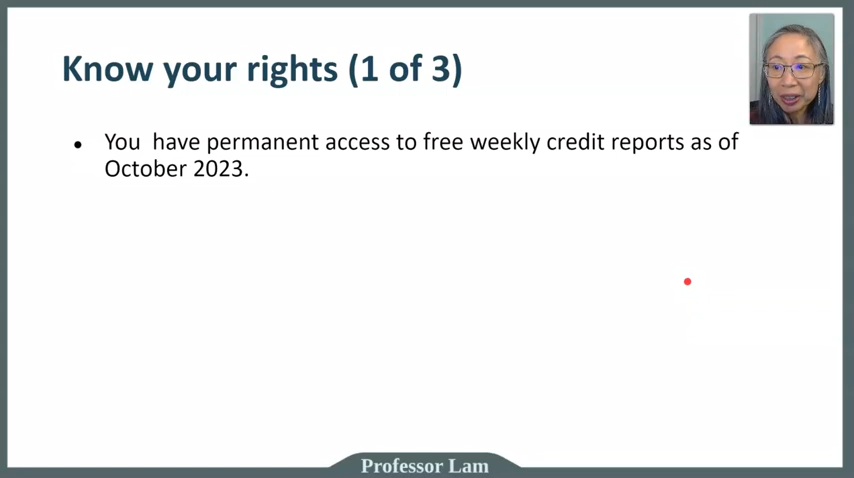 Know your rights (1 of 3)
● You have permanent access to free weekly credit reports as of
October 2023.
Professor Lam